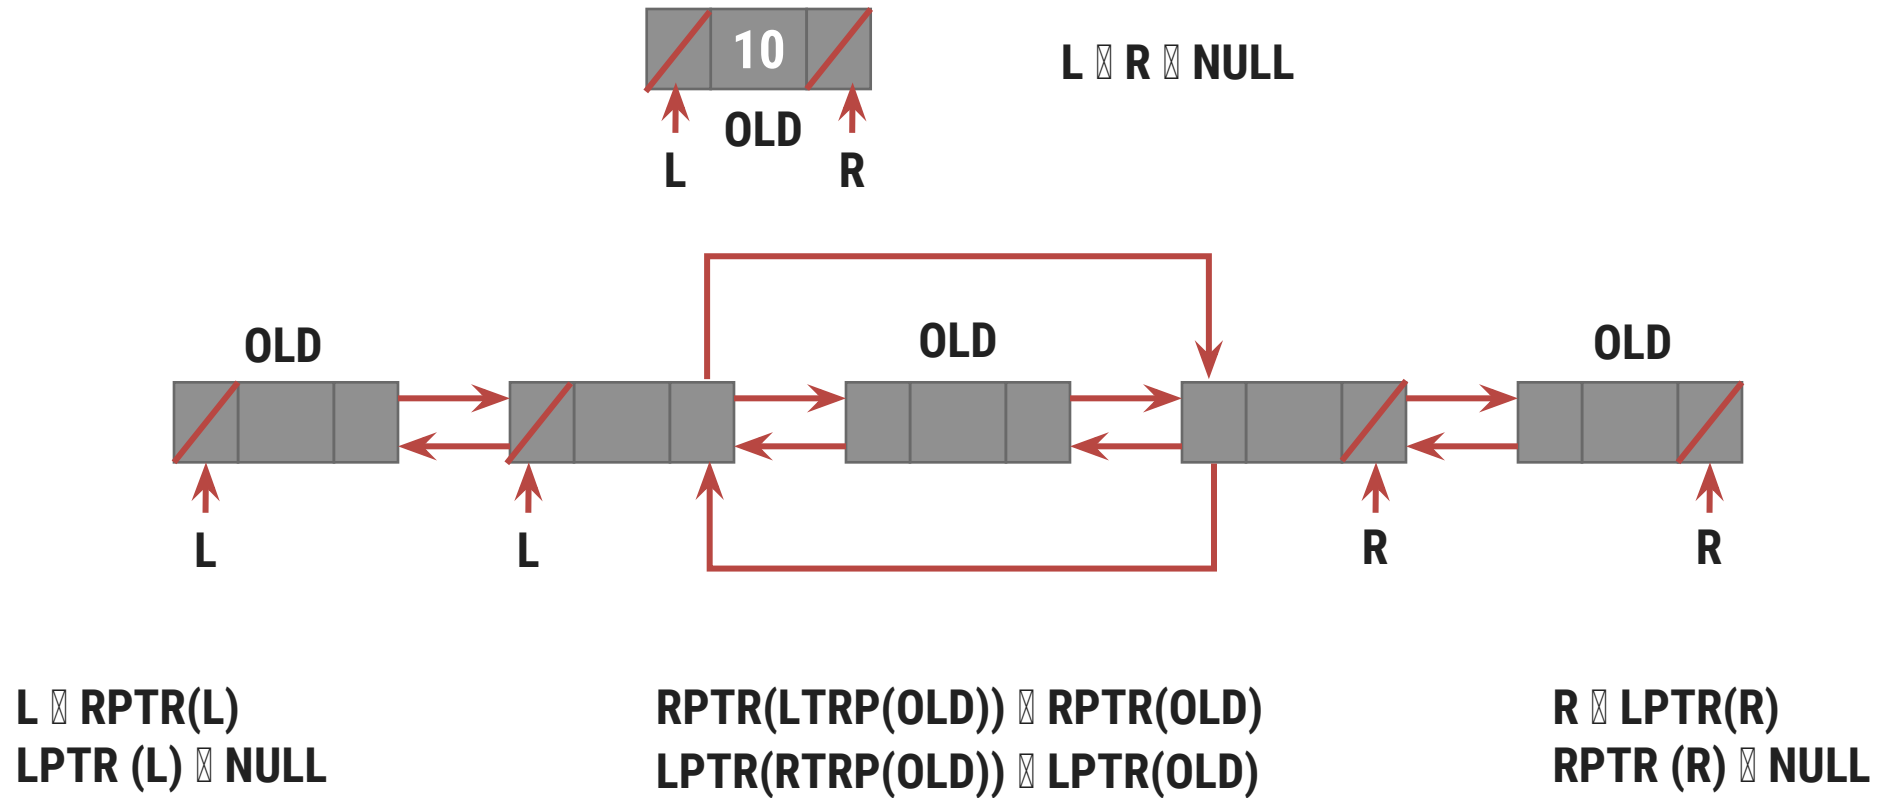 10
L  R  NULL
OLD
L R
OLD OLD OLD
L L R R
L  RPTR(L)
LPTR (L)  NULL
RPTR(LTRP(OLD))  RPTR(OLD)
LPTR(RTRP(OLD))  LPTR(OLD)
R  LPTR(R)
RPTR (R)  NULL